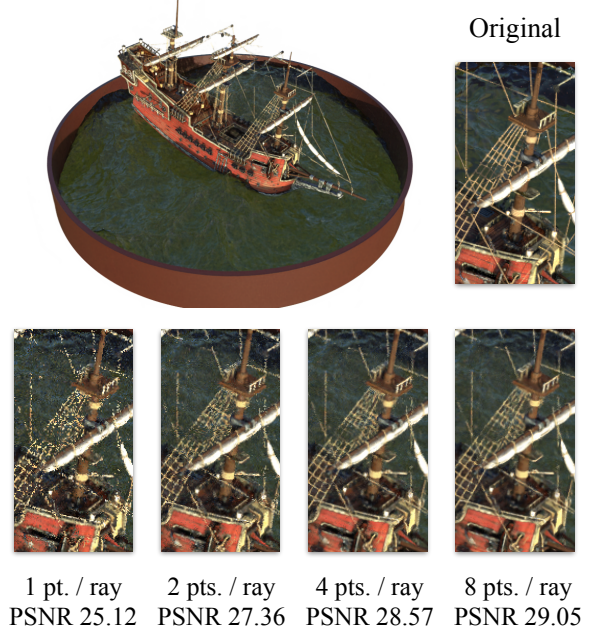 Original
1 pt. / ray
PSNR 25.12
2 pts. / ray
PSNR 27.36
4 pts. / ray
PSNR 28.57
8 pts. / ray
PSNR 29.05